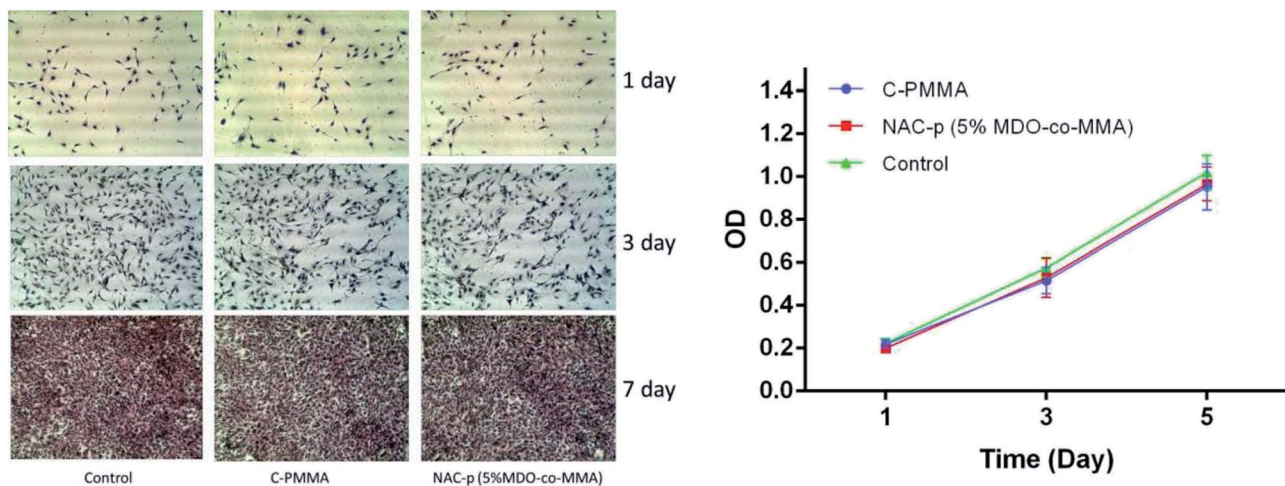 1 day
3 day
7 day
Control
C-PMMA
NAC-p (5%MDO-co-MMA)
C-PMMA
NAC-p (5% MDO-co-MMA)
Control
OD
1.4
1.2
1.0
0.8
0.6
0.4
0.2
0.0
1
3
5
Time (Day)